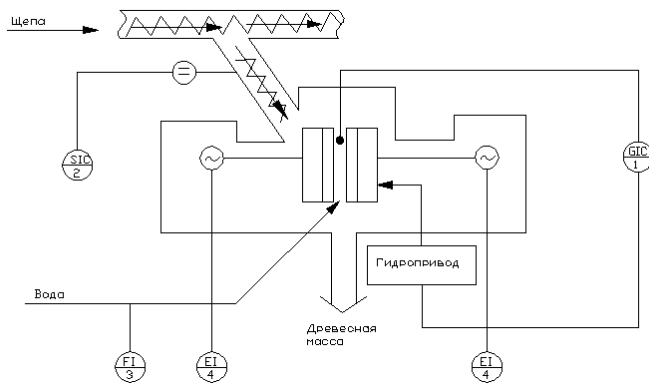 Щепа
SIC
2
GIC
1
Гидропривод
Вода
Древесная
масса
FI
3
EI
4
EI
4